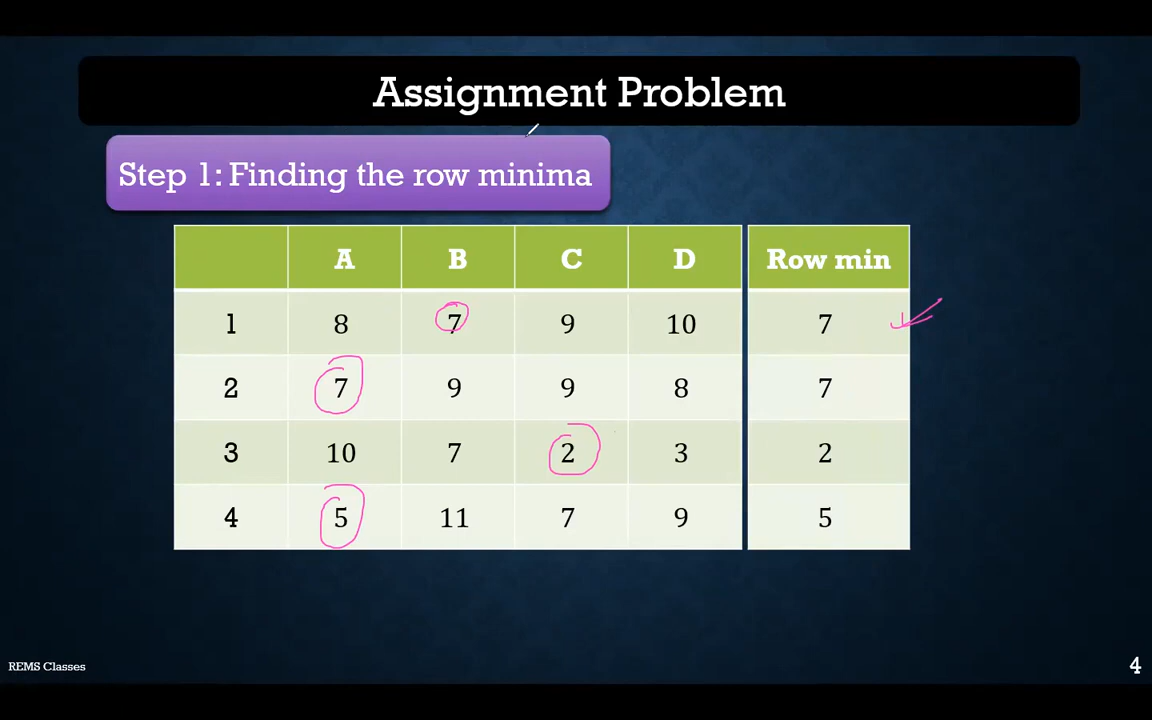 Assignment Problem
Step 1: Finding the row minima
A B C D Row min
1 8 7 9 10 7
2 7 9 9 8 7
3 10 7 2 3 2
4 5 11 7 9 5
REMS Classes
4